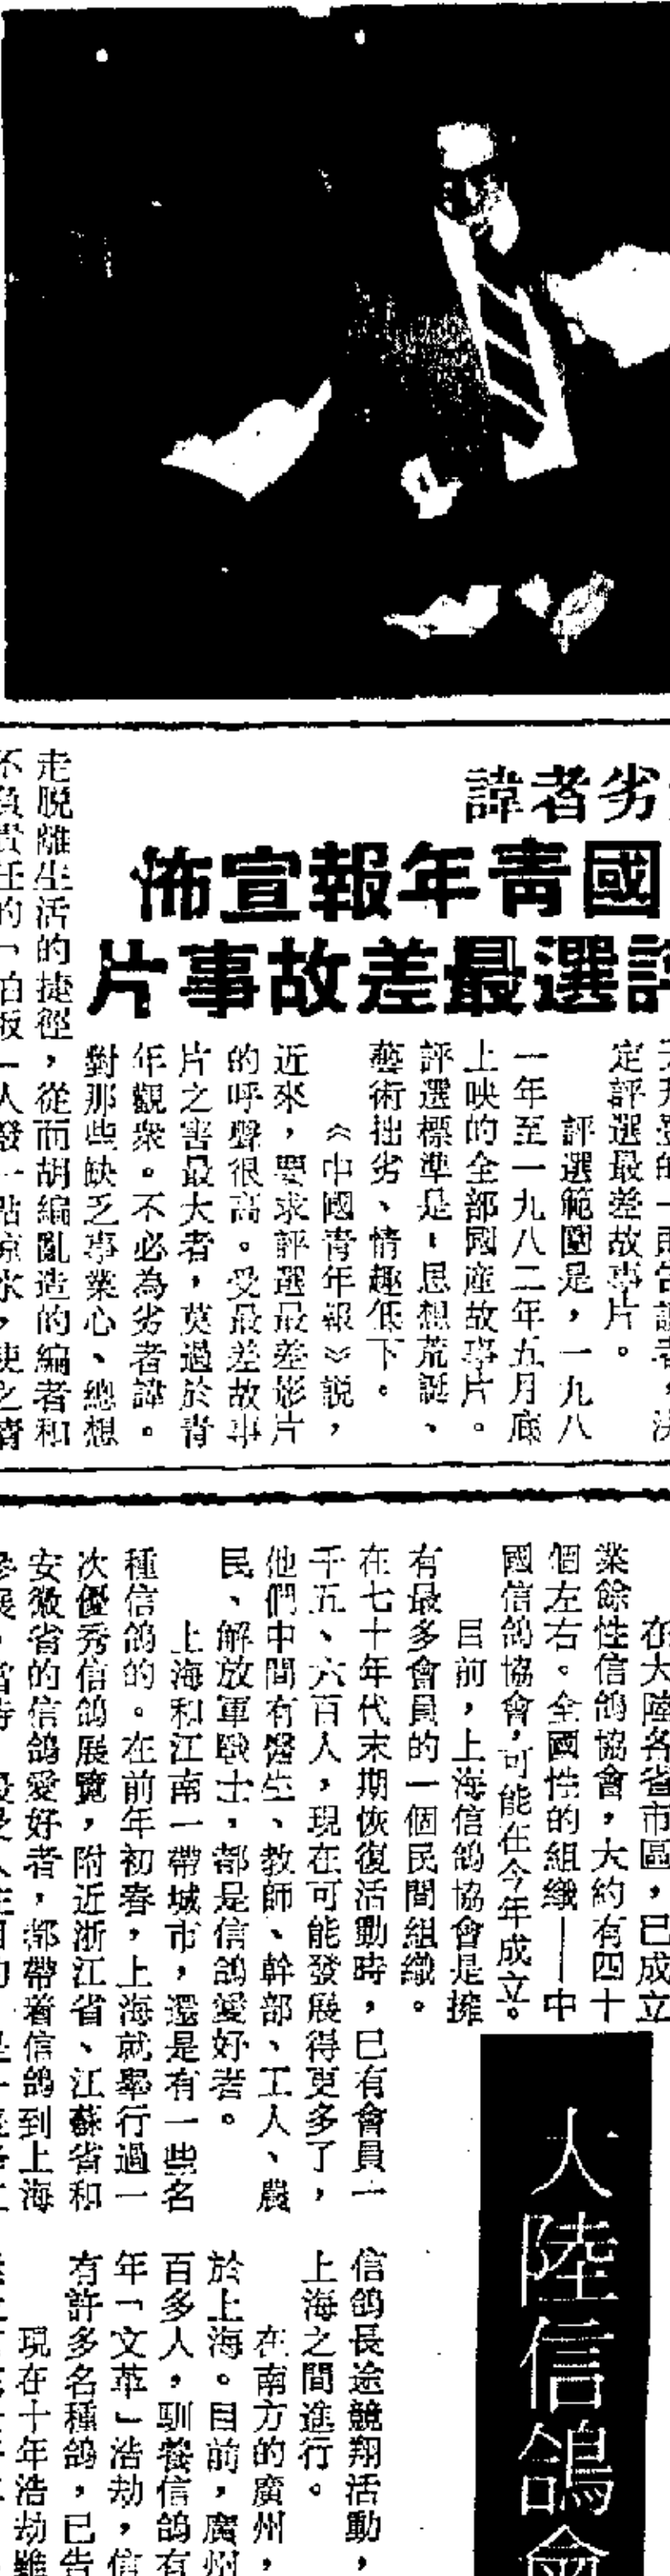 劣者諱
國青年報宣佈
評選最差故事片
定評選最差故事片。
評選範圍是，一九八
一年至一九八二年五月底
上映的全部國産故事片。
評選標準是：思想荒誕、
藝術拙劣、情趣低下。
《中國青年報》説，
近來，要求評選最差影片
的呼聲很高。受最差故事
片之害最大者，莫過於青
年觀衆。不必為劣者諱。
對那些缺乏事業心、總想
走脱離生活的捷徑，從而胡編亂造的編者和
大陸信鴿會
在大陸各省市區，已成立
業餘性信鴿協會，大約有四十
個左右。全國性的組織——中
國信鴿協會，可能在今年成立。
目前，上海信鴿協會是擁
有最多會員的一個民間組織。
在七十年代末期恢復活動時，已有會員一
千五、六百人，現在可能發展得更多了，
他們中間有醫生、教師、幹部、工人、農
民、解放軍戰士，都是信鴿愛好者。
上海和江南一帶城市，還是有一些名
種信鴿的。在前年初春，上海就舉行過一
次優秀信鴿展覽，附近浙江省、江蘇省和
安徽省的信鴿愛好者，都帶着信鴿到上海
信鴿長途競翔活動，
上海之間進行。
在南方的廣州，
於上海。目前，廣州
百多人，馴養信鴿有
年「文革」浩劫，信
有許多名種鴿，已告
現在十年浩劫雖